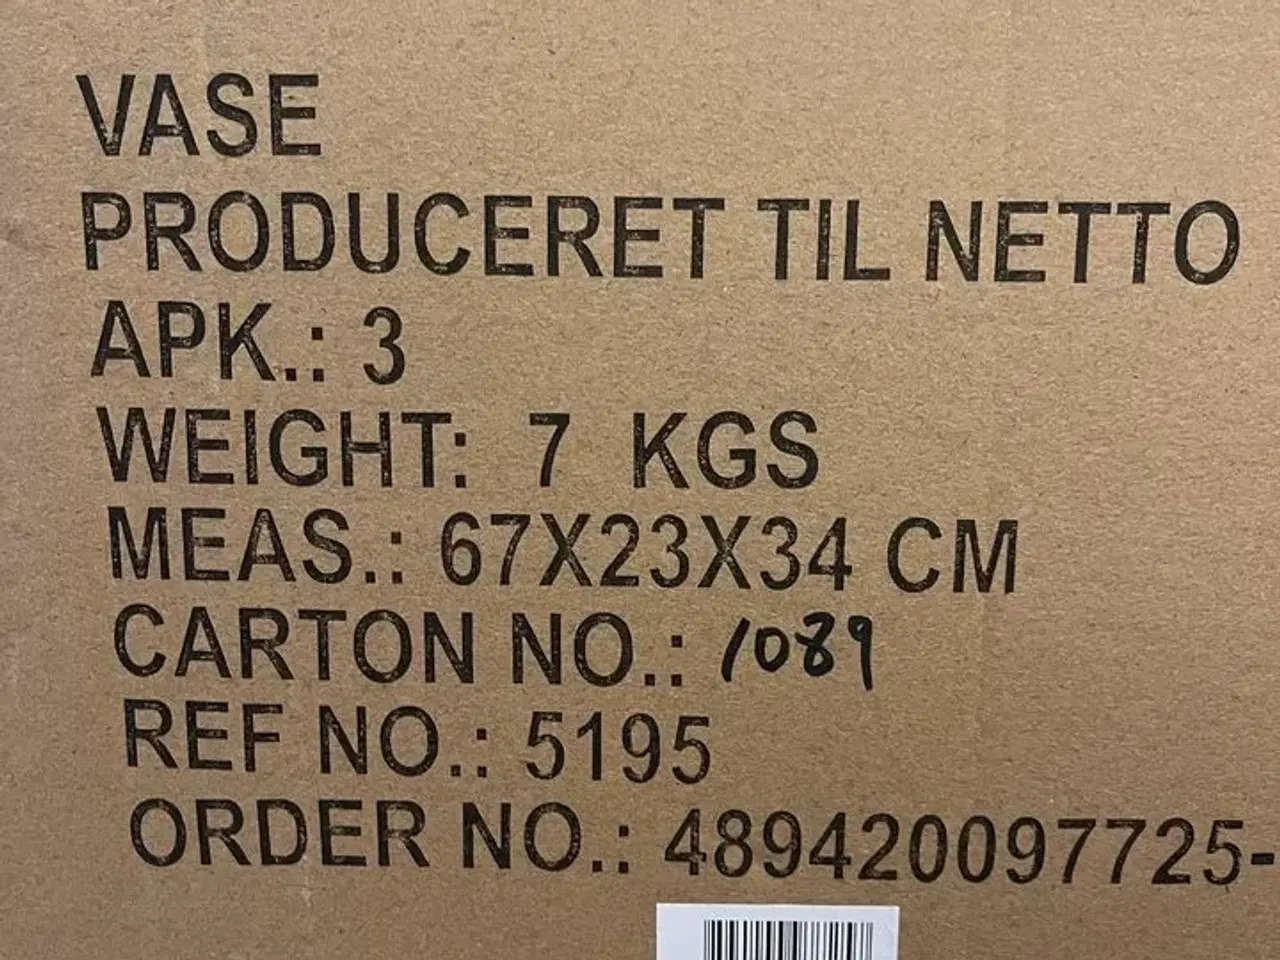 VASE
PRODUCERET TIL NETTO
APK.: 3
WEIGHT: 7 KGS
MEAS.: 67X23X34 CM
CARTON NO.: 1089
REF NO.: 5195
ORDER NO.: 489420097725-